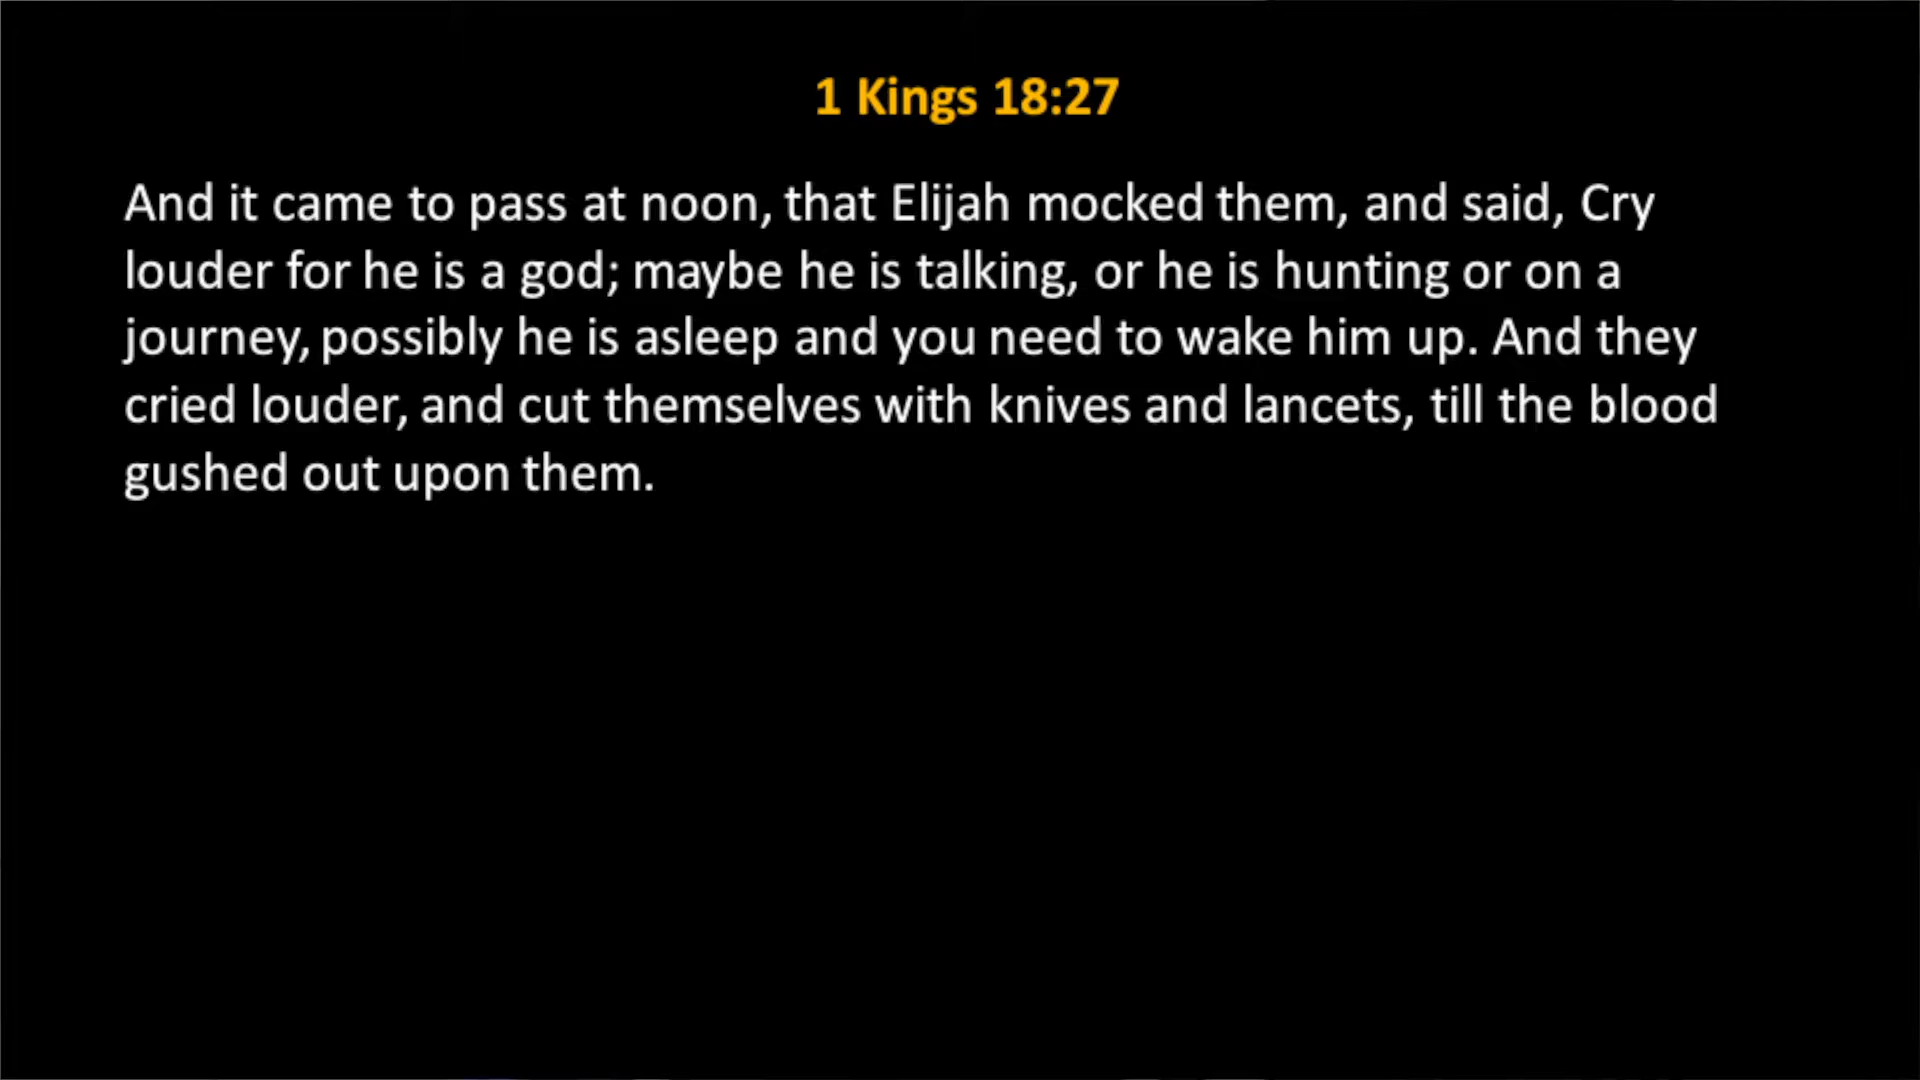 1 Kings 18:27
And it came to pass at noon, that Elijah mocked them, and said, Cry
louder for he is a god; maybe he is talking, or he is hunting or on a
journey, possibly he is asleep and you need to wake him up. And they
cried louder, and cut themselves with knives and lancets, till the blood
gushed out upon them.